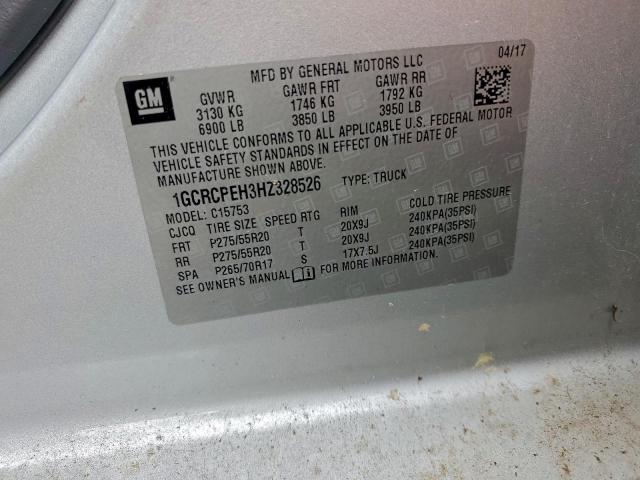 MFD BY GENERAL MOTORS LLC 04/17
GM
GVWR GAWR FRT GAWR RR
3130 KG 1746 KG 1792 KG
6900 LB 3850 LB 3950 LB
THIS VEHICLE CONFORMS TO ALL APPLICABLE U.S. FEDERAL MOTOR
VEHICLE SAFETY STANDARDS IN EFFECT ON THE DATE OF
MANUFACTURE SHOWN ABOVE.
1GCRCPEH3HZ328526 TYPE: TRUCK
MODEL: C15753
CJCQ TIRE SIZE SPEED RTG RIM COLD TIRE PRESSURE
FRT P275/55R20 T 20X9J 240KPA(35PSI)
RR P275/55R20 T 20X9J 240KPA(35PSI)
SPA P265/70R17 S 17X7.5J 240KPA(35PSI)
SEE OWNER'S MANUAL FOR MORE INFORMATION.